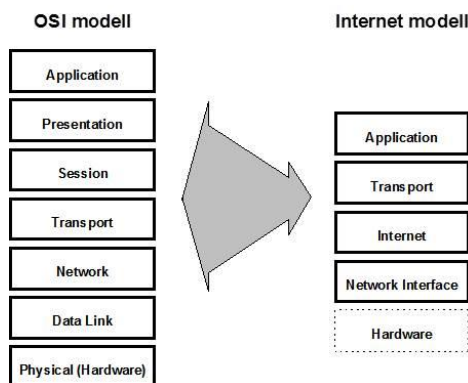 OSI modell
Application
Presentation
Session
Transport
Network
Data Link
Physical (Hardware)
Internet modell
Application
Transport
Internet
Network Interface
Hardware